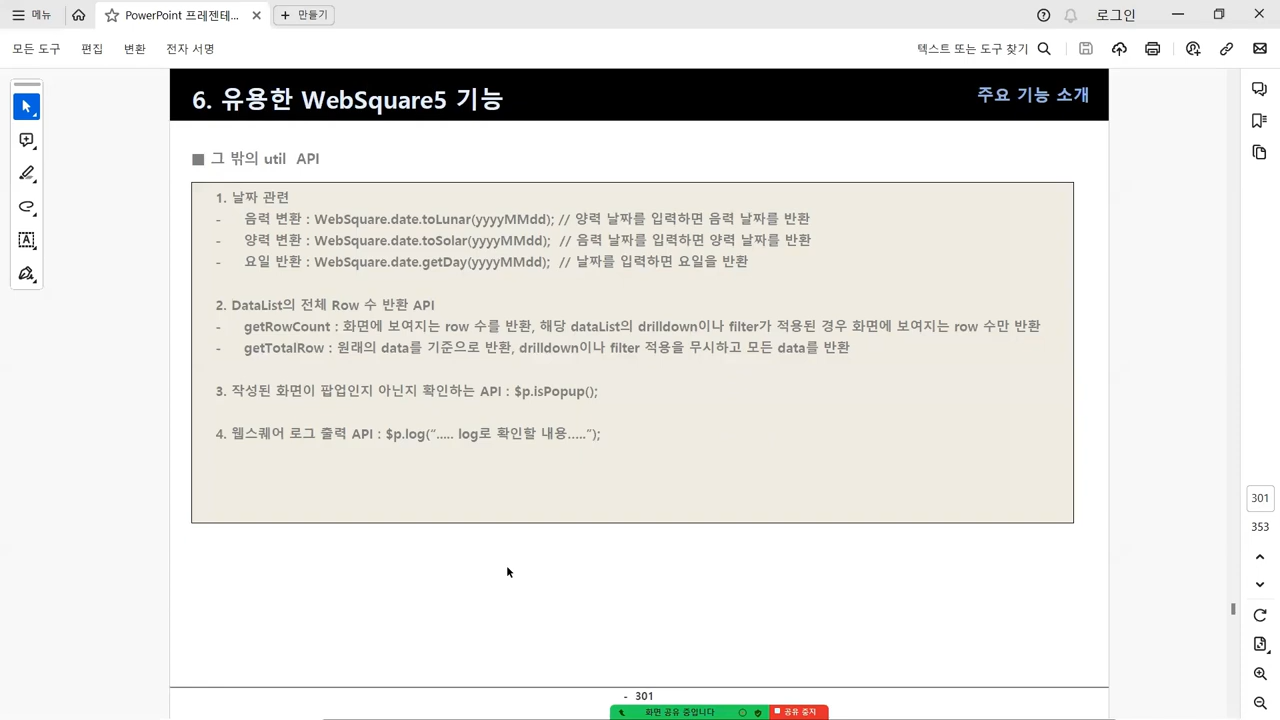 메뉴
PowerPoint 프레젠테...
만들기
로그인
모든 도구
편집
변환
전자 서명
텍스트 또는 도구 찾기
6. 유용한 WebSquare5 기능
주요 기능 소개
■ 그 밖의 util API
1. 날짜 관련
- 음력 변환 : WebSquare.date.toLunar(yyyyMMdd); // 양력 날짜를 입력하면 음력 날짜를 반환
- 양력 변환 : WebSquare.date.toSolar(yyyyMMdd); // 음력 날짜를 입력하면 양력 날짜를 반환
- 요일 반환 : WebSquare.date.getDay(yyyyMMdd); // 날짜를 입력하면 요일을 반환
2. DataList의 전체 Row 수 반환 API
- getRowCount : 화면에 보여지는 row 수를 반환, 해당 dataList의 drilldown이나 filter가 적용된 경우 화면에 보여지는 row 수만 반환
- getTotalRow : 원래의 data를 기준으로 반환, drilldown이나 filter 적용을 무시하고 모든 data를 반환
3. 작성된 화면이 팝업인지 아닌지 확인하는 API : $p.isPopup();
4. 웹스퀘어 로그 출력 API : $p.log(“..... log로 확인할 내용.....”);
301
353
- 301
화면 공유 중입니다
공유 중지